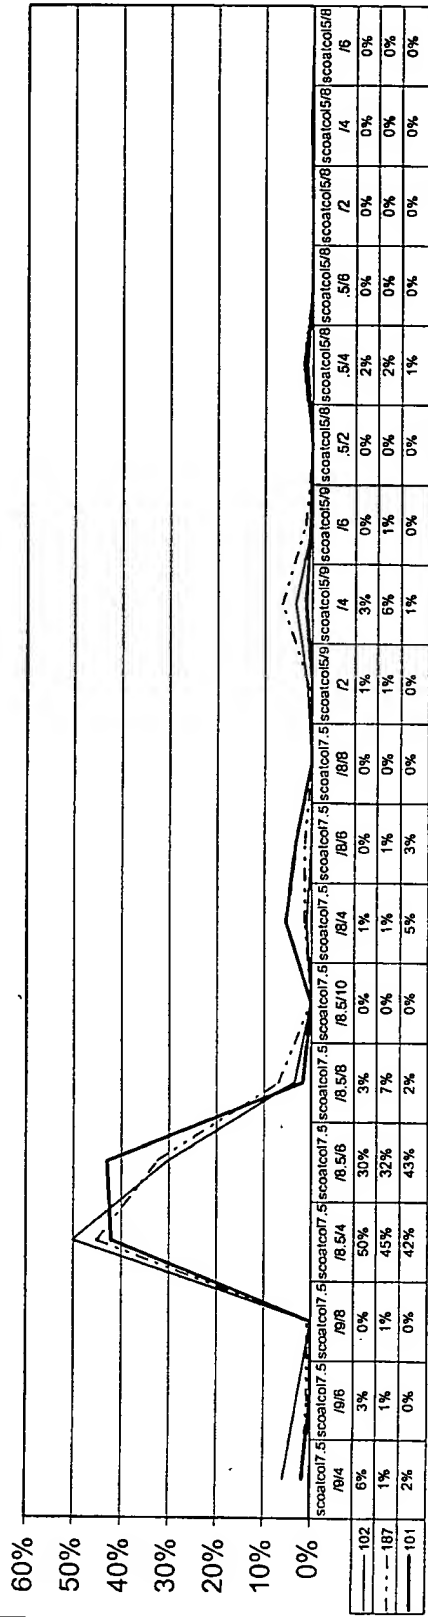 60%
50%
40%
30%
20%
10%
0%
scoatcol7.5 scoatcol7.5 scoatcol7.5 scoatcol7.5 scoatcol7.5 scoatcol7.5 scoatcol7.5 scoatcol7.5 scoatcol7.5 scoatcol7.5 scoatcol5/9 scoatcol5/9 scoatcol5/9 scoatcol5/8 scoatcol5/8 scoatcol5/8 scoatcol5/8 scoatcol5/8 scoatcol5/8
/9/4 /9/6 /9/8 /8.5/4 /8.5/6 /8.5/8 /8.5/10 /8/4 /8/6 /8/8 /2 /4 /6 .5/2 .5/4 .5/6 /2 /4 /6
102 6% 3% 0% 50% 30% 3% 0% 1% 0% 0% 1% 3% 0% 0% 2% 0% 0% 0% 0%
187 1% 1% 1% 45% 32% 7% 0% 1% 1% 0% 1% 6% 1% 0% 2% 0% 0% 0% 0%
101 2% 0% 0% 42% 43% 2% 0% 5% 3% 0% 0% 1% 0% 0% 1% 0% 0% 0% 0%